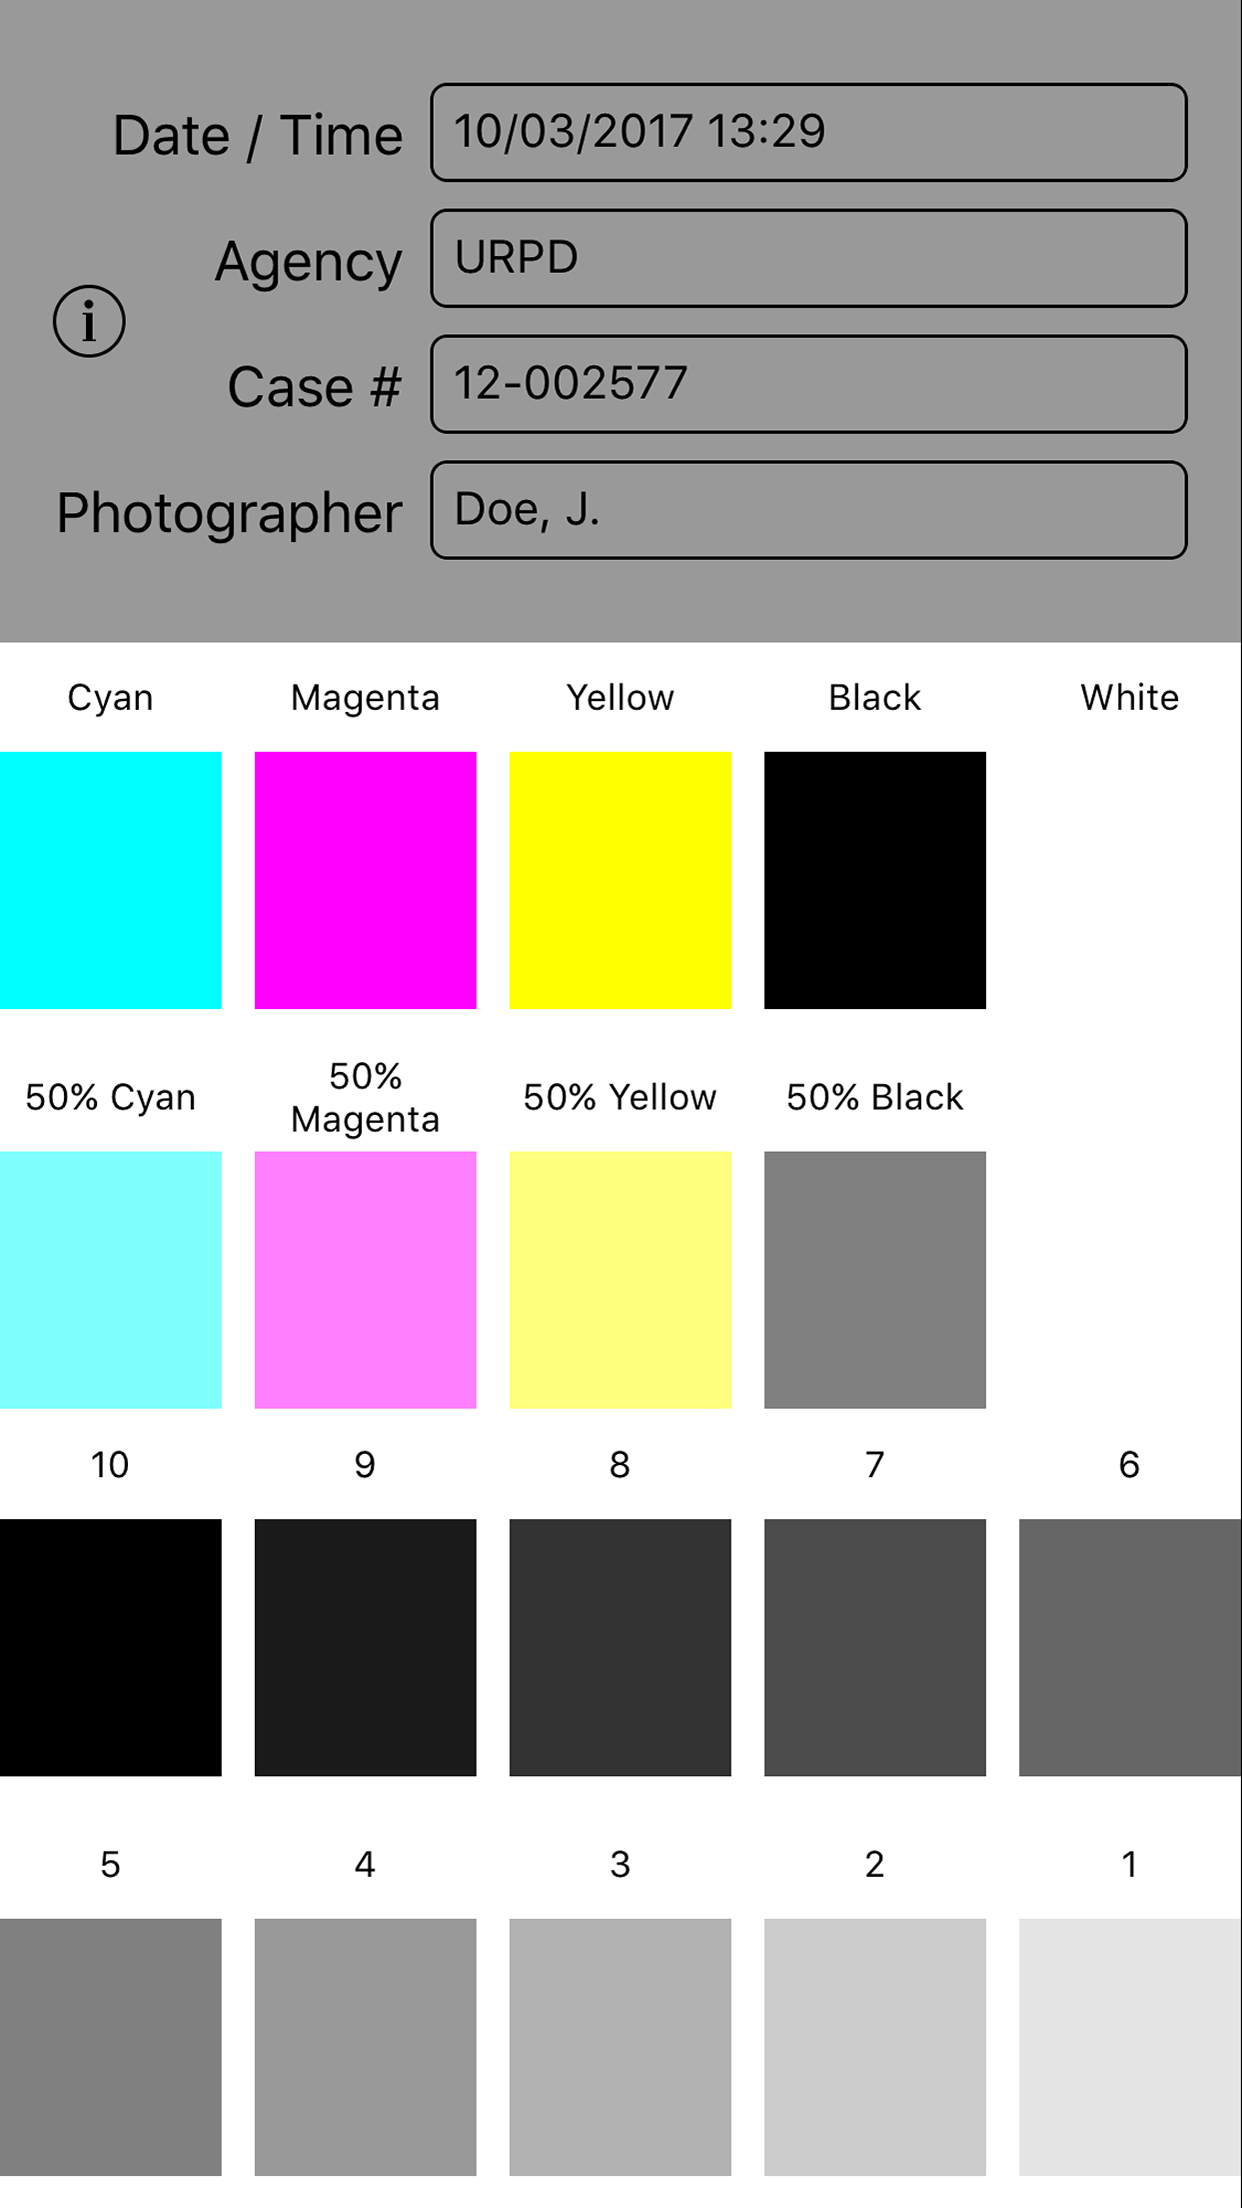 Date / Time 10/03/2017 13:29
Agency URPD
i
Case # 12-002577
Photographer Doe, J.
Cyan Magenta Yellow Black White
50% Cyan 50% Magenta 50% Yellow 50% Black
10 9 8 7 6
5 4 3 2 1